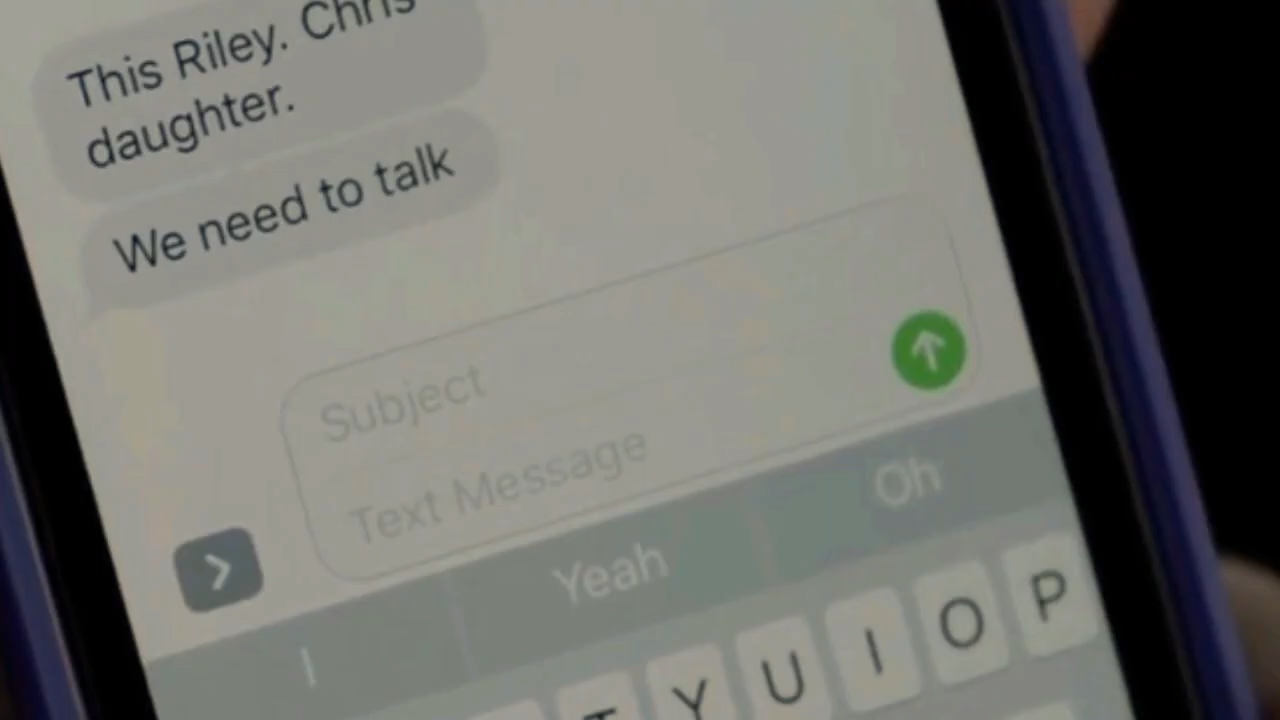 This Riley. Chris
daughter.
We need to talk
Subject
Text Message
I Yeah Oh
T Y U I O P